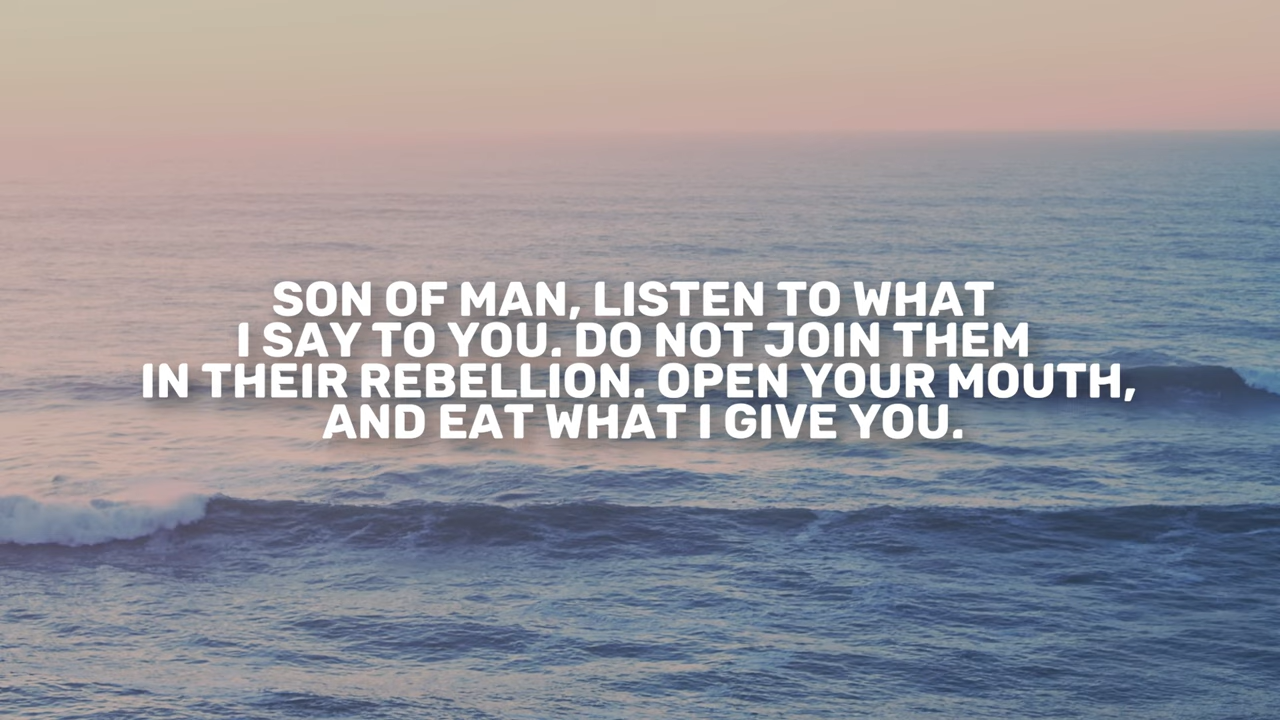 SON OF MAN, LISTEN TO WHAT
I SAY TO YOU. DO NOT JOIN THEM
IN THEIR REBELLION. OPEN YOUR MOUTH,
AND EAT WHAT I GIVE YOU.